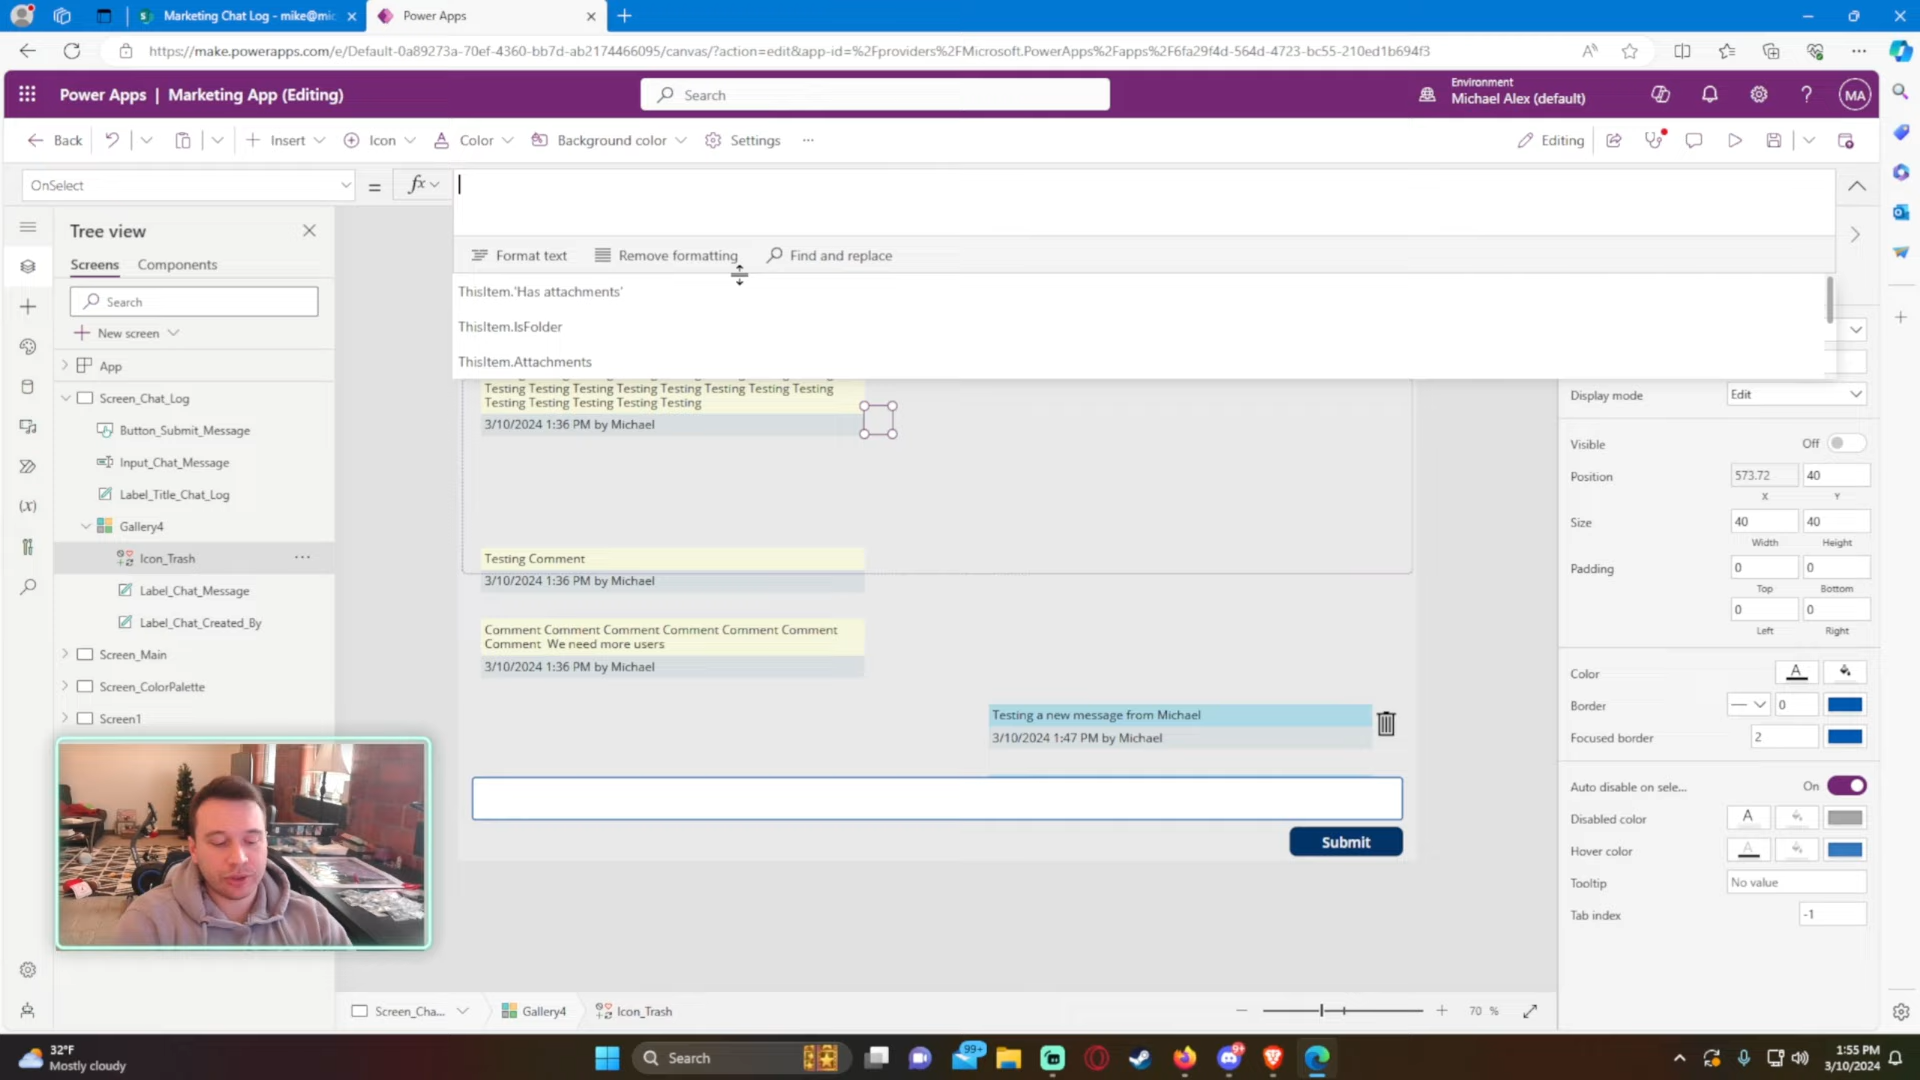 Marketing Chat Log - mike@mic
Power Apps
https://make.powerapps.com/e/Default-0a89273a-70ef-4360-bb7d-ab2174466095/canvas/?action=edit&app-id=%2Fproviders%2FMicrosoft.PowerApps%2Fapps%2F6fa29f4d-564d-4723-bc55-210ed1b694f3
Power Apps | Marketing App (Editing)
Search
Environment
Michael Alex (default)
MA
Back
Insert
Icon
Color
Background color
Settings
Editing
OnSelect
=
fx
Tree view
Screens
Components
Search
New screen
App
Screen_Chat_Log
Button_Submit_Message
Input_Chat_Message
Label_Title_Chat_Log
Gallery4
Icon_Trash
Label_Chat_Message
Label_Chat_Created_By
Screen_Main
Screen_ColorPalette
Screen1
Format text
Remove formatting
Find and replace
ThisItem.'Has attachments'
ThisItem.IsFolder
ThisItem.Attachments
Testing Testing Testing Testing Testing Testing Testing Testing
Testing Testing Testing Testing Testing
3/10/2024 1:36 PM by Michael
Testing Comment
3/10/2024 1:36 PM by Michael
Comment Comment Comment Comment Comment Comment
Comment We need more users
3/10/2024 1:36 PM by Michael
Testing a new message from Michael
3/10/2024 1:47 PM by Michael
Submit
Display mode
Edit
Visible
Off
Position
573.72
40
X
Y
Size
40
40
Width
Height
Padding
0
0
Top
Bottom
0
0
Left
Right
Color
Border
0
Focused border
2
Auto disable on sele...
On
Disabled color
Hover color
Tooltip
No value
Tab index
-1
Screen_Cha...
Gallery4
Icon_Trash
70 %
32°F
Mostly cloudy
Search
99+
9+
1:55 PM
3/10/2024